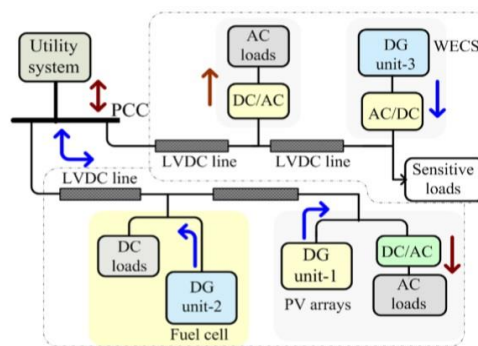 Utility
system
PCC
AC
loads
DC/AC
DG
unit-3
WECS
AC/DC
LVDC line
LVDC line
Sensitive
loads
LVDC line
DC
loads
DG
unit-2
Fuel cell
DG
unit-1
PV arrays
DC/AC
AC
loads